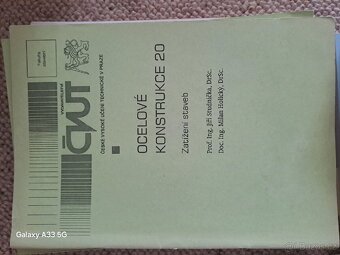 VYDAVATELSTVÍ
ČVUT
ČESKÉ VYSOKÉ UČENÍ TECHNICKÉ V PRAZE
OCELOVÉ
KONSTRUKCE 20
Zatížení staveb
Prof. Ing. Jiří Studnička, DrSc.
Doc. Ing. Milan Holický, DrSc.
Galaxy A33 5G